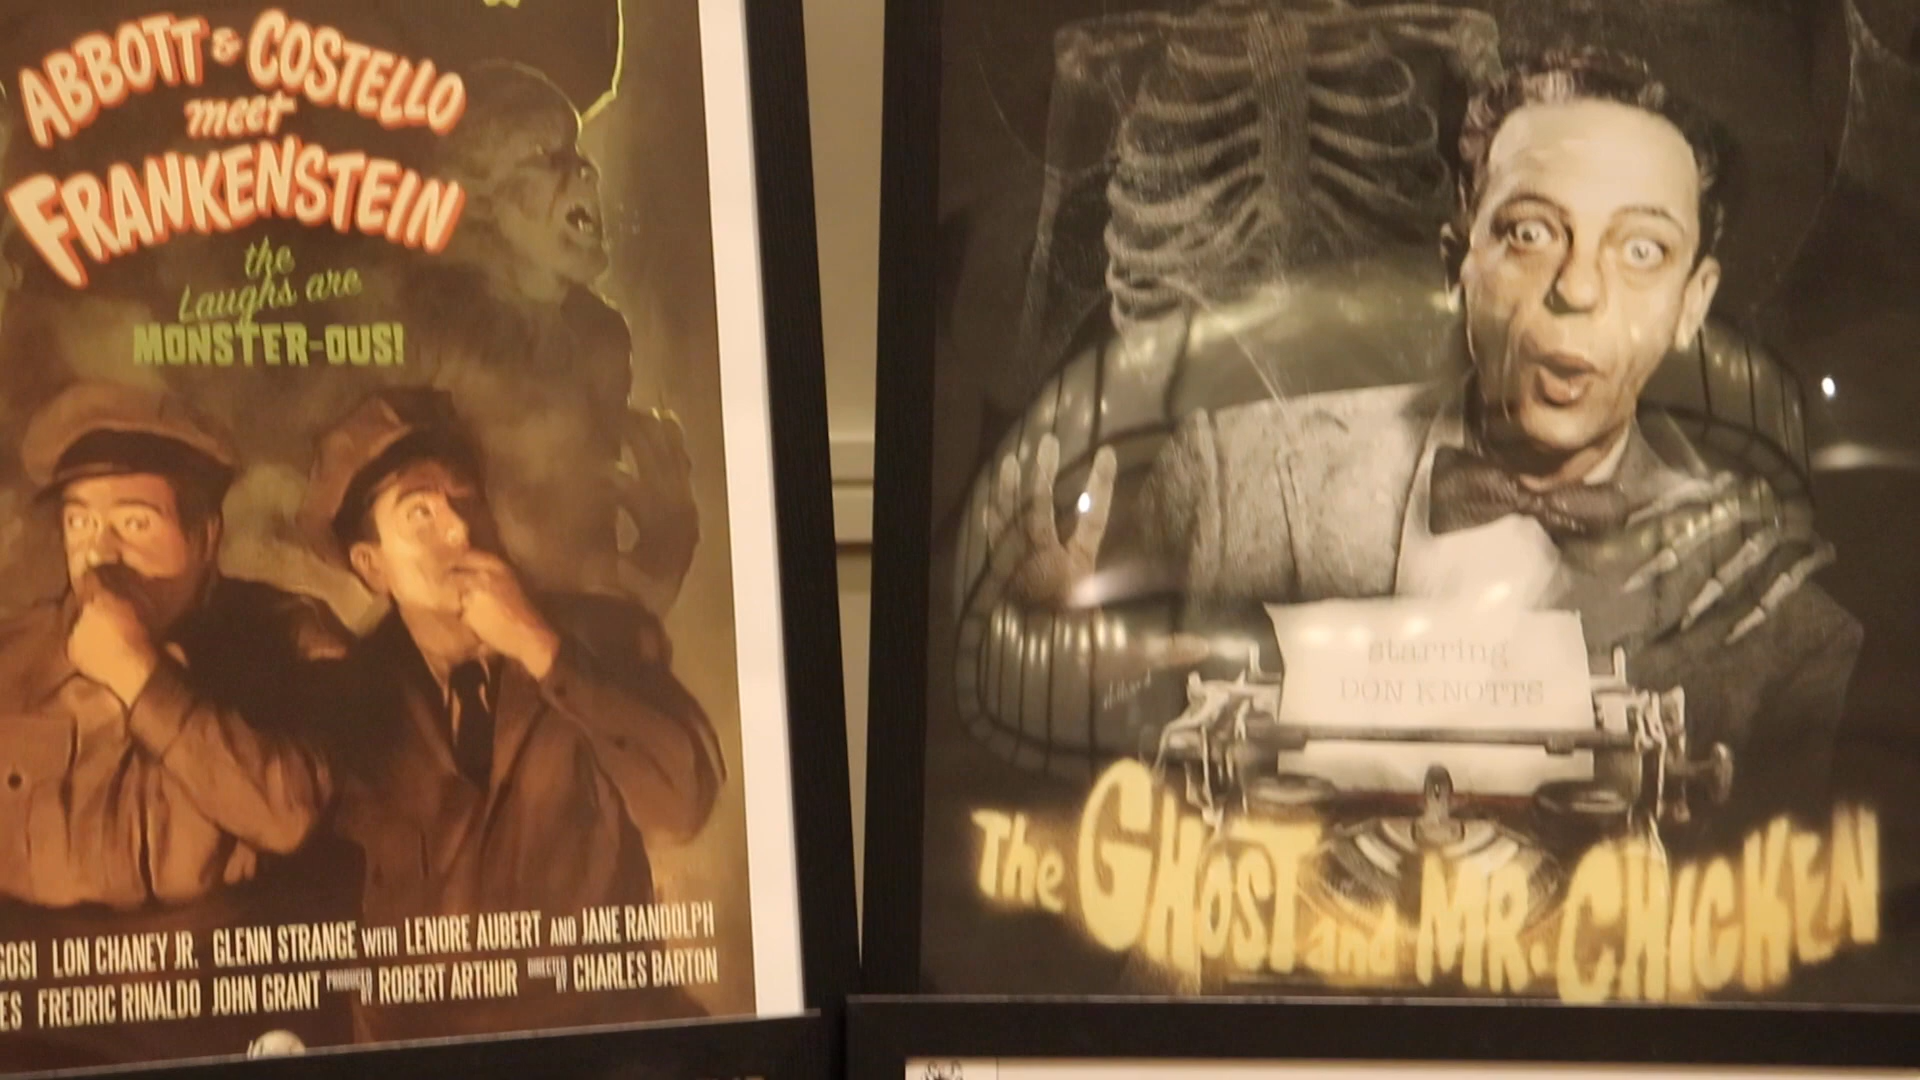 ABBOTT & COSTELLO
meet
FRANKENSTEIN
the
Laughs are
MONSTER-OUS!
GOSI LON CHANEY JR. GLENN STRANGE WITH LENORE AUBERT AND JANE RANDOLPH
ES FREDRIC RINALDO JOHN GRANT PRODUCED BY ROBERT ARTHUR DIRECTED BY CHARLES BARTON
starring
DON KNOTTS
The GHOST and MR. CHICKEN